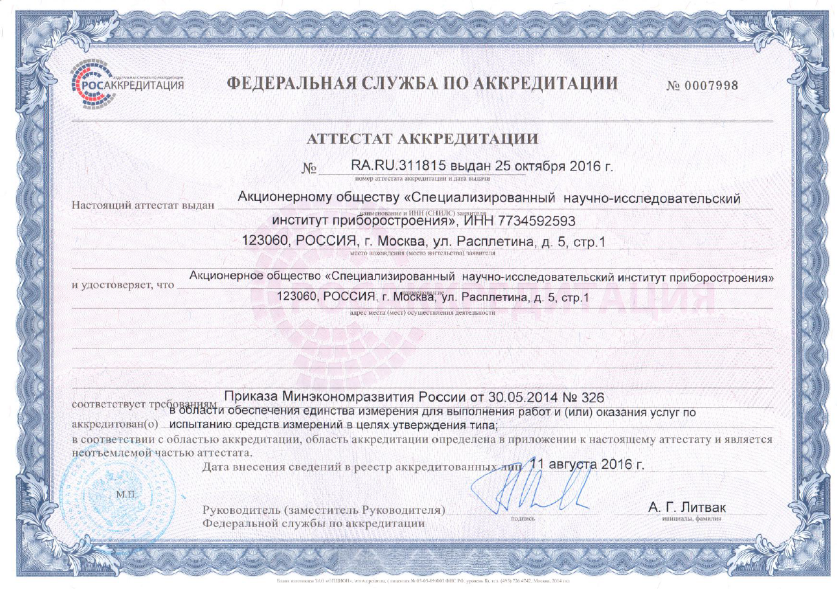 РОСАККРЕДИТАЦИЯ
ФЕДЕРАЛЬНАЯ СЛУЖБА ПО АККРЕДИТАЦИИ
№ 0007998
АТТЕСТАТ АККРЕДИТАЦИИ
№ RA.RU.311815 выдан 25 октября 2016 г.
номер аттестата аккредитации и дата выдачи
Настоящий аттестат выдан Акционерному обществу «Специализированный научно-исследовательский
наименование и ИНН (СНИЛС) заявителя
институт приборостроения», ИНН 7734592593
123060, РОССИЯ, г. Москва, ул. Расплетина, д. 5, стр.1
место нахождения (место жительства) заявителя
и удостоверяет, что Акционерное общество «Специализированный научно-исследовательский институт приборостроения»
наименование
123060, РОССИЯ, г. Москва, ул. Расплетина, д. 5, стр.1
РОСАККРЕДИТАЦИЯ
адрес места (мест) осуществления деятельности
соответствует требованиям Приказа Минэкономразвития России от 30.05.2014 № 326
в области обеспечения единства измерения для выполнения работ и (или) оказания услуг по
аккредитован(о) испытанию средств измерений в целях утверждения типа;
в соответствии с областью аккредитации, область аккредитации определена в приложении к настоящему аттестату и является
неотъемлемой частью аттестата.
Дата внесения сведений в реестр аккредитованных лиц 11 августа 2016 г.
М.П.
Руководитель (заместитель Руководителя)
Федеральной службы по аккредитации
подпись
А. Г. Литвак
инициалы, фамилия